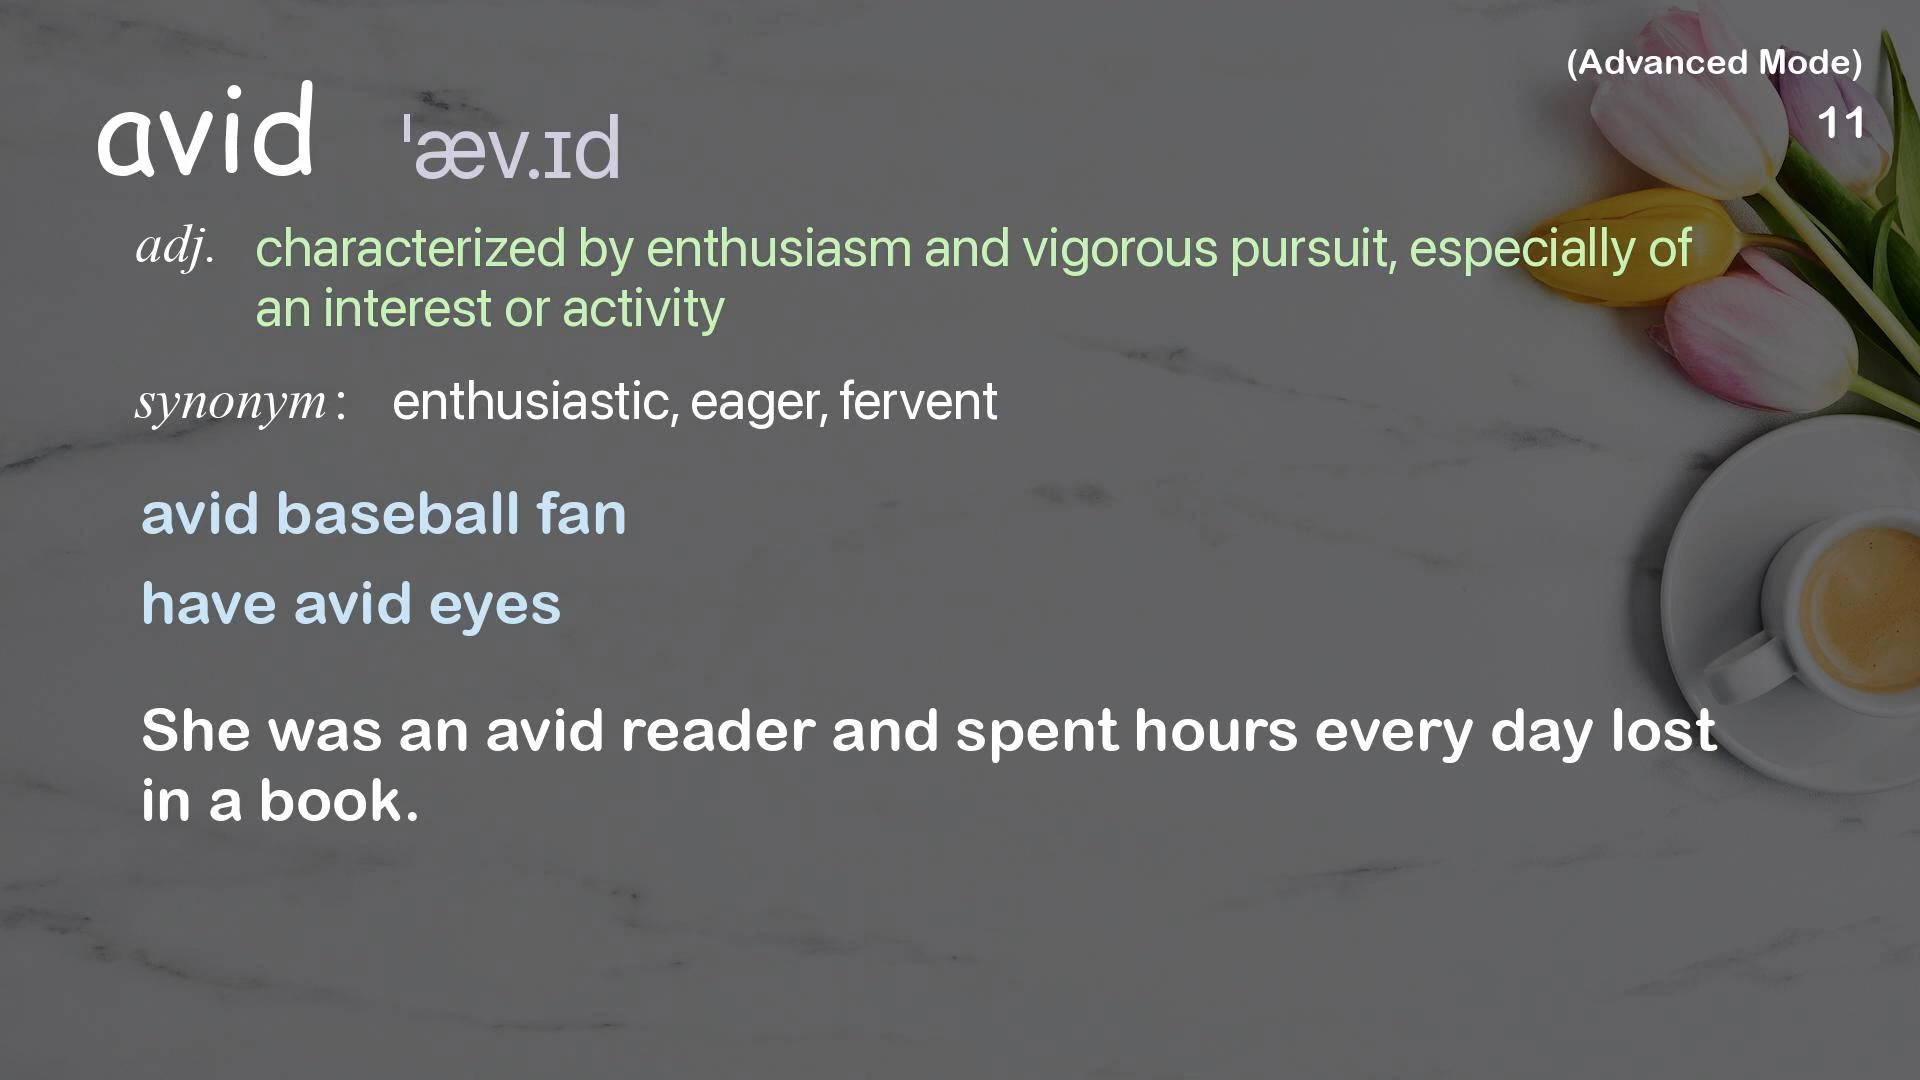 (Advanced Mode)
11
avid ˈæv.ɪd
adj. characterized by enthusiasm and vigorous pursuit, especially of
an interest or activity
synonym: enthusiastic, eager, fervent
avid baseball fan
have avid eyes
She was an avid reader and spent hours every day lost
in a book.